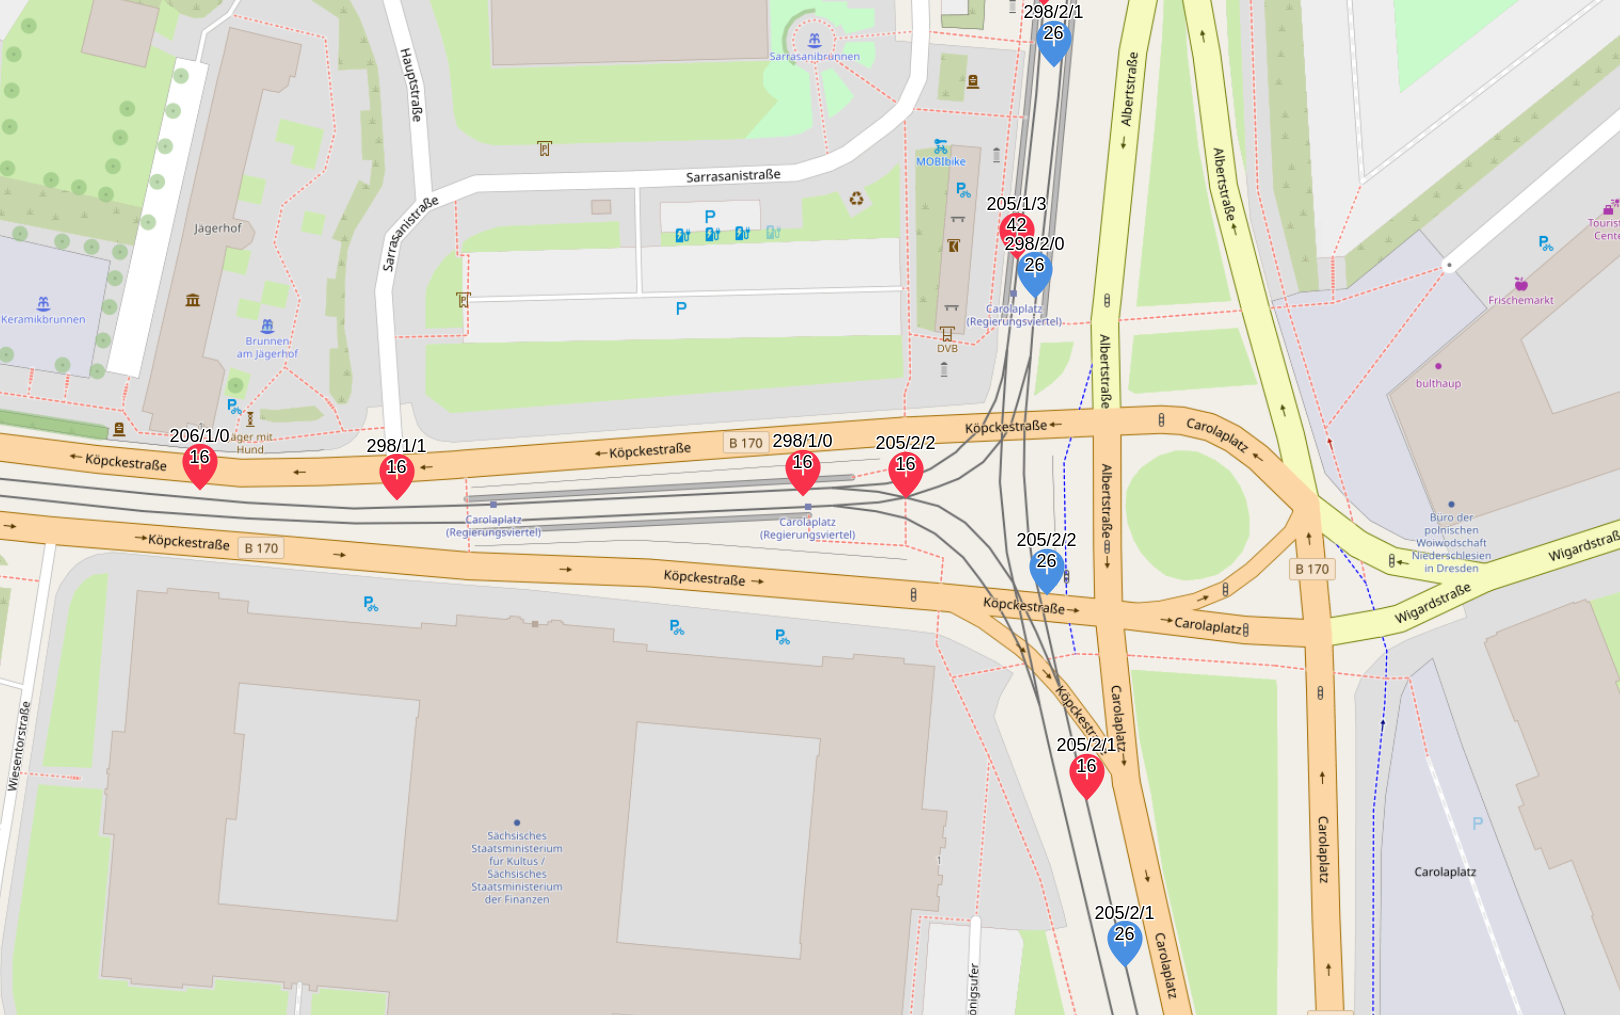 298/2/1
26
Hauptstraße
Sarrasanibrunnen
Albertstraße
MOBIbike
Albertstraße
Sarrasanistraße
P
Sarrasanistraße
Jägerhof
205/1/3
42
298/2/0
26
Keramikbrunnen
Brunnen
am Jägerhof
P
Carolaplatz
(Regierungsviertel)
DVB
Frischemarkt
bulthaup
Albertstraße
206/1/0
16
Jäger mit
Hund
298/1/1
16
Köpckestraße
Köpckestraße
B 170
298/1/0
16
205/2/2
16
Köpckestraße
Carolaplatz
Albertstraße
Carolaplatz
(Regierungsviertel)
Carolaplatz
(Regierungsviertel)
Büro der
polnischen
Woiwodschaft
Niederschlesien
in Dresden
Köpckestraße
B 170
Köpckestraße
205/2/2
26
Köpckestraße
Carolaplatz
B 170
Wigardstraße
Wigardstraße
Wiesentorstraße
Carolaplatz
Köpckestraße
205/2/1
16
Sächsisches
Staatsministerium
für Kultus /
Sächsisches
Staatsministerium
der Finanzen
P
Carolaplatz
Carolaplatz
205/2/1
26
Carolaplatz
önigsufer